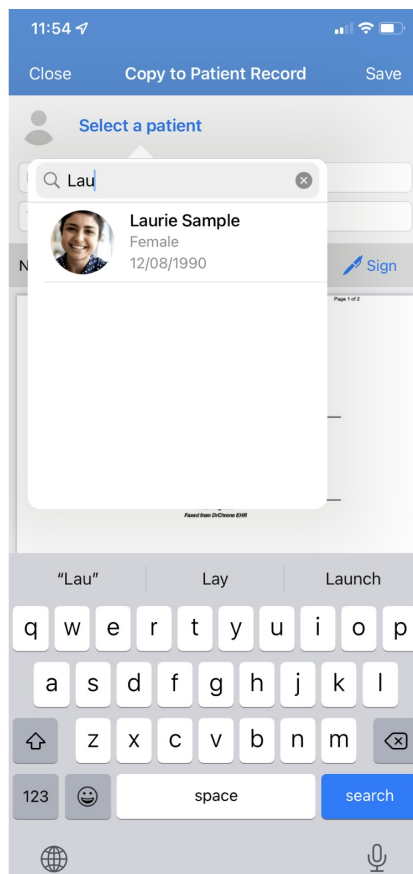 11:54
Close Copy to Patient Record Save
Select a patient
Lau
Laurie Sample
Female
12/08/1990
N Sign
Page 1 of 2
Faxed from DrChrono EHR
“Lau” Lay Launch
q w e r t y u i o p
a s d f g h j k l
z x c v b n m
123 space search